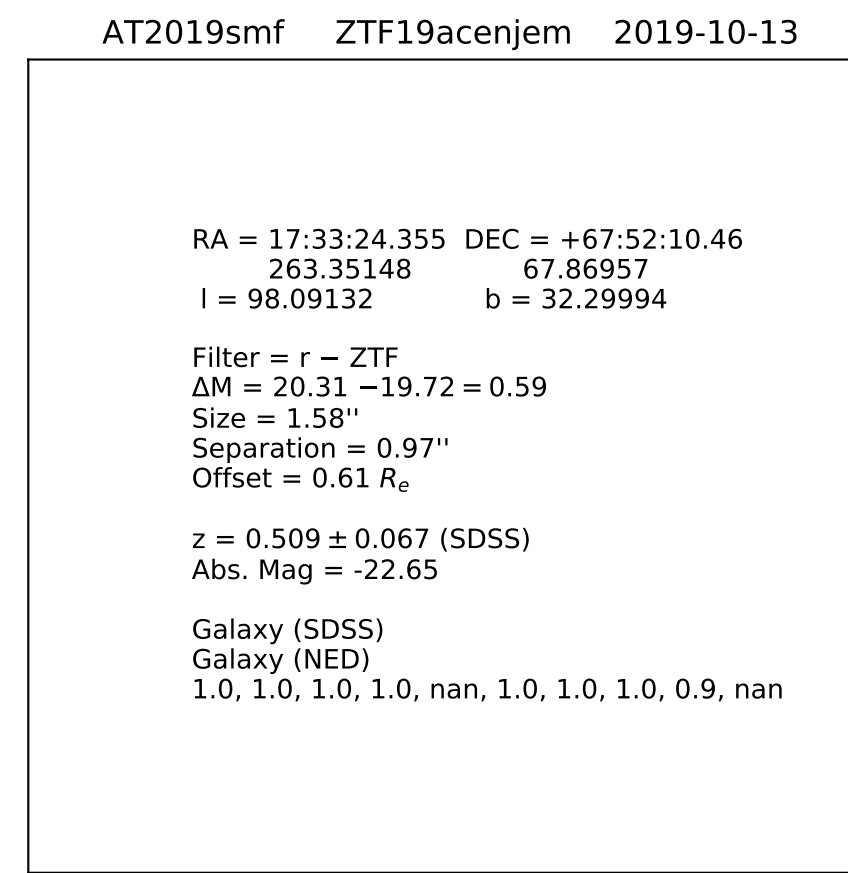 AT2019smf ZTF19acenjem 2019-10-13
RA = 17:33:24.355 DEC = +67:52:10.46
263.35148 67.86957
l = 98.09132 b = 32.29994
Filter = r − ZTF
ΔM = 20.31 −19.72 = 0.59
Size = 1.58''
Separation = 0.97''
Offset = 0.61 Rₑ
z = 0.509 ± 0.067 (SDSS)
Abs. Mag = -22.65
Galaxy (SDSS)
Galaxy (NED)
1.0, 1.0, 1.0, 1.0, nan, 1.0, 1.0, 1.0, 0.9, nan